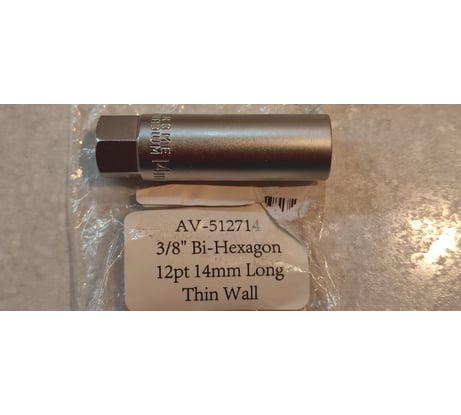 AV-512714
3/8" Bi-Hexagon
12pt 14mm Long
Thin Wall